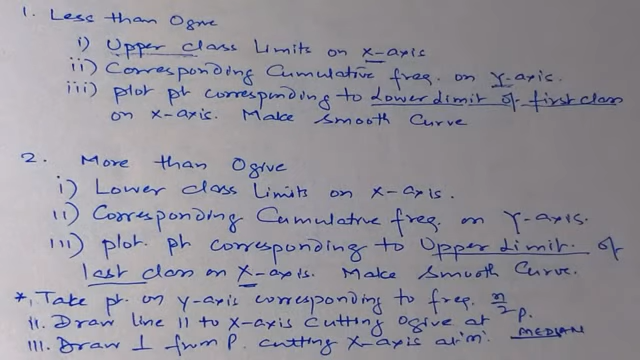 1. Less than Ogive
i) Upper class Limits on x-axis
ii) Corresponding Cumulative freq. on Y-axis.
iii) plot pt corresponding to Lower Limit of first class
on x-axis. Make Smooth Curve
2. More than Ogive
i) Lower class Limits on x-axis.
ii) Corresponding Cumulative freq. on Y-axis.
iii) plot. pt corresponding to Upper Limit. of
last class on x-axis. Make Smooth Curve.
*i. Take pt. on y-axis corresponding to freq. n/2
ii. Draw line || to x-axis cutting ogive at P.
iii. Draw ⊥ from P. cutting x-axis at 'm'. MEDIAN